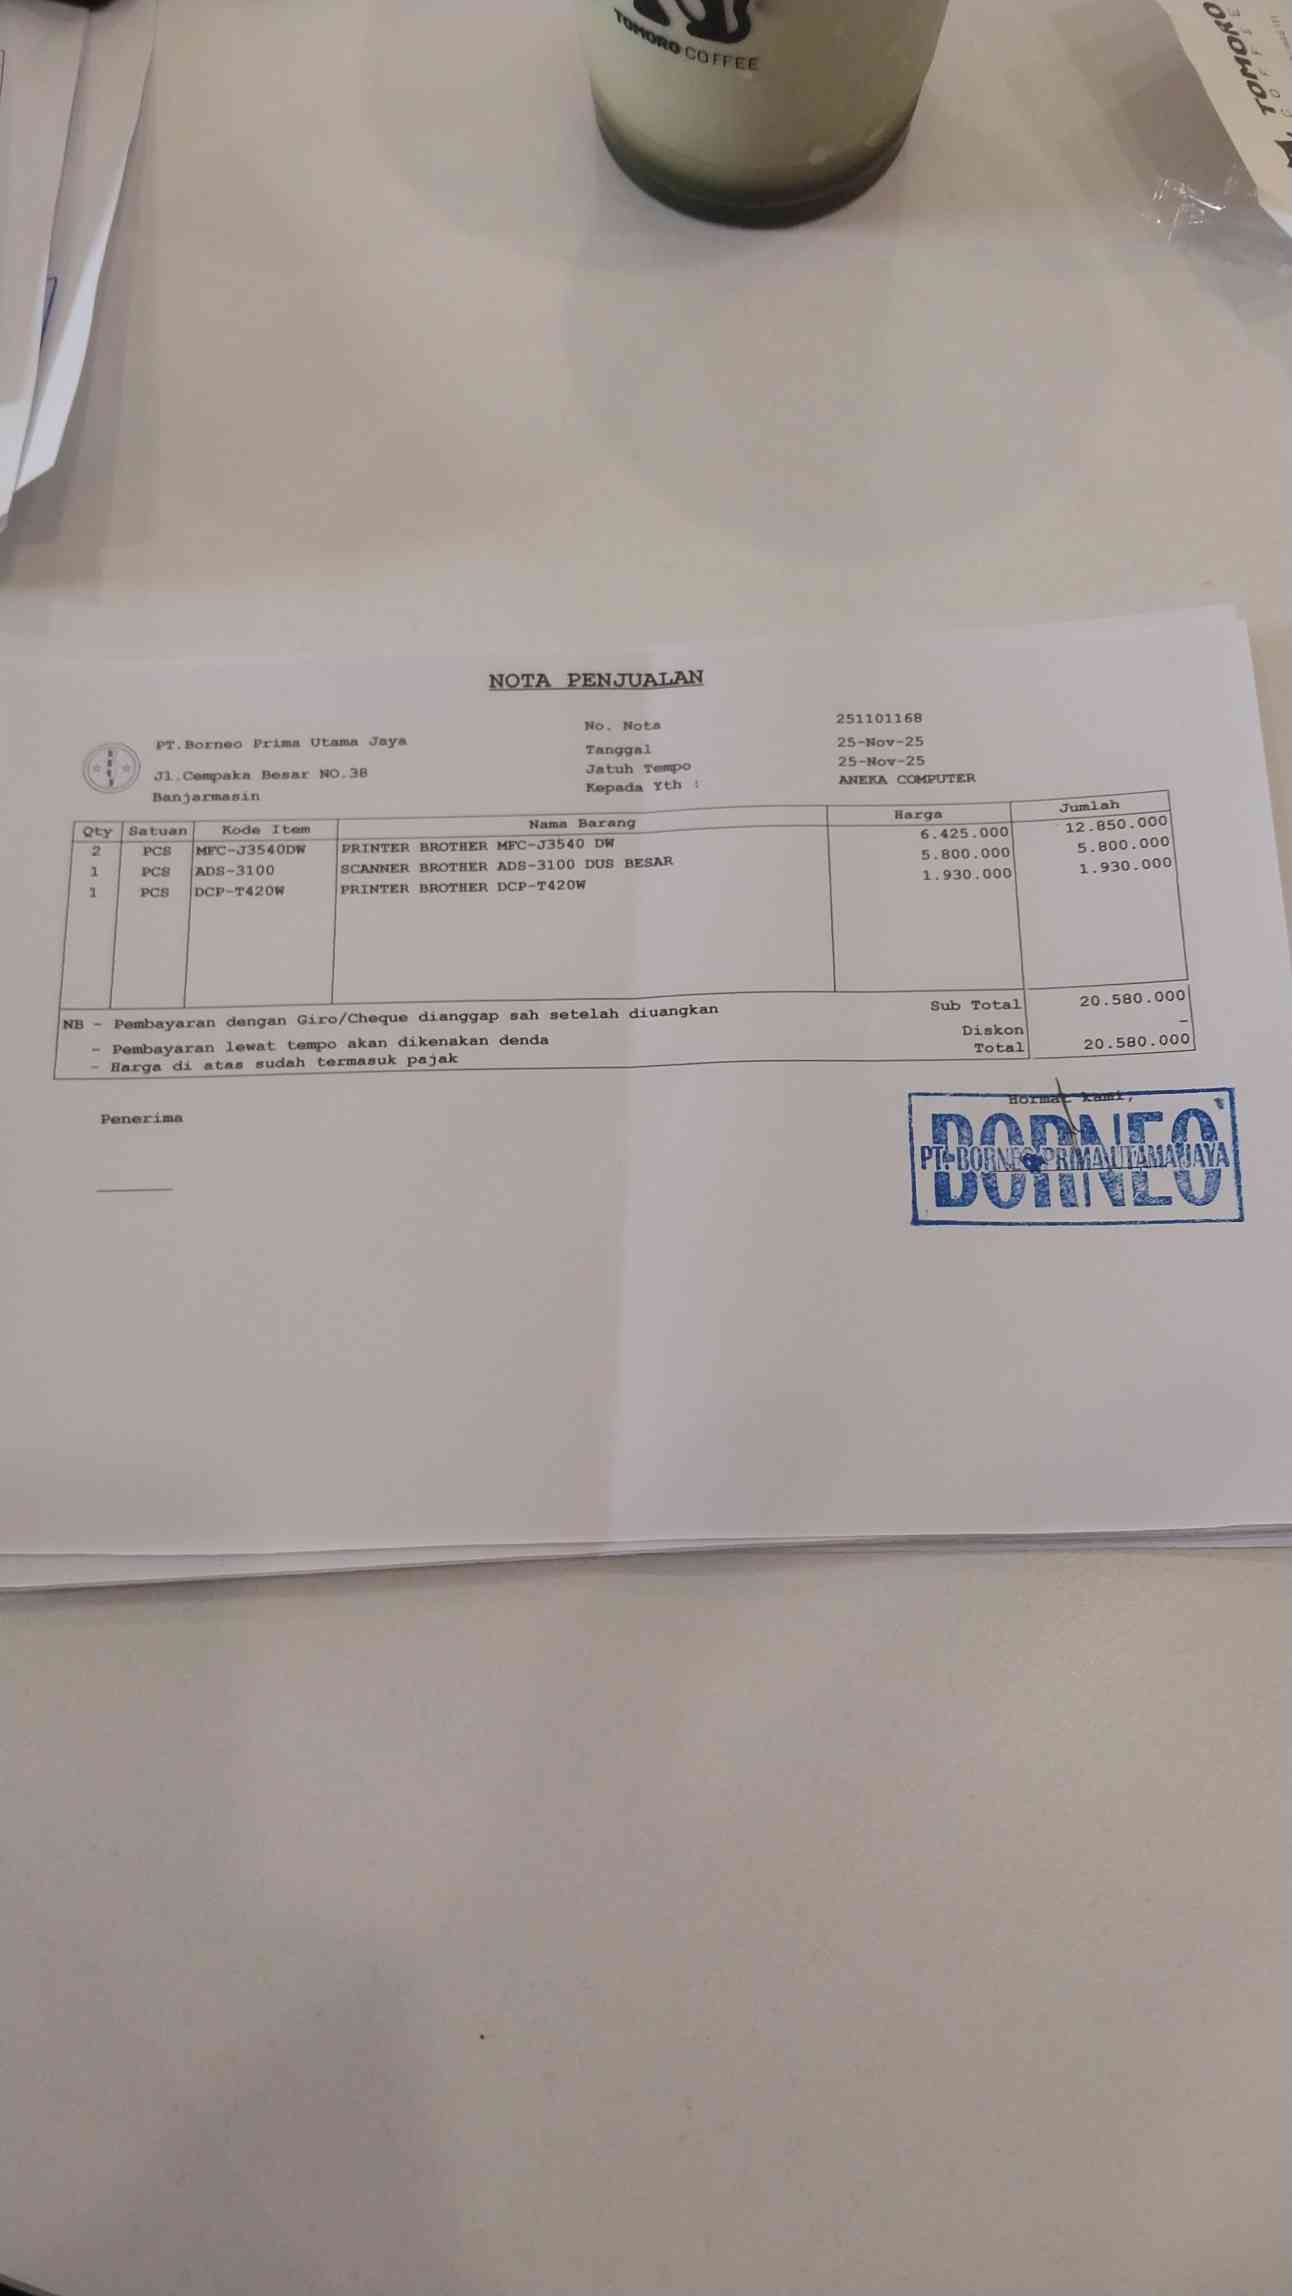 TOMORO COFFEE
TOMORO
NOTA PENJUALAN
PT.Borneo Prima Utama Jaya
Jl.Cempaka Besar NO.38
Banjarmasin
No. Nota 251101168
Tanggal 25-Nov-25
Jatuh Tempo 25-Nov-25
Kepada Yth : ANEKA COMPUTER
Qty Satuan Kode Item Nama Barang Harga Jumlah
2 PCS MFC-J3540DW PRINTER BROTHER MFC-J3540 DW 6.425.000 12.850.000
1 PCS ADS-3100 SCANNER BROTHER ADS-3100 DUS BESAR 5.800.000 5.800.000
1 PCS DCP-T420W PRINTER BROTHER DCP-T420W 1.930.000 1.930.000
NB - Pembayaran dengan Giro/Cheque dianggap sah setelah diuangkan Sub Total 20.580.000
- Pembayaran lewat tempo akan dikenakan denda Diskon -
- Harga di atas sudah termasuk pajak Total 20.580.000
Penerima
Hormat kami,
BORNEO
PT. BORNEO PRIMA UTAMA JAYA